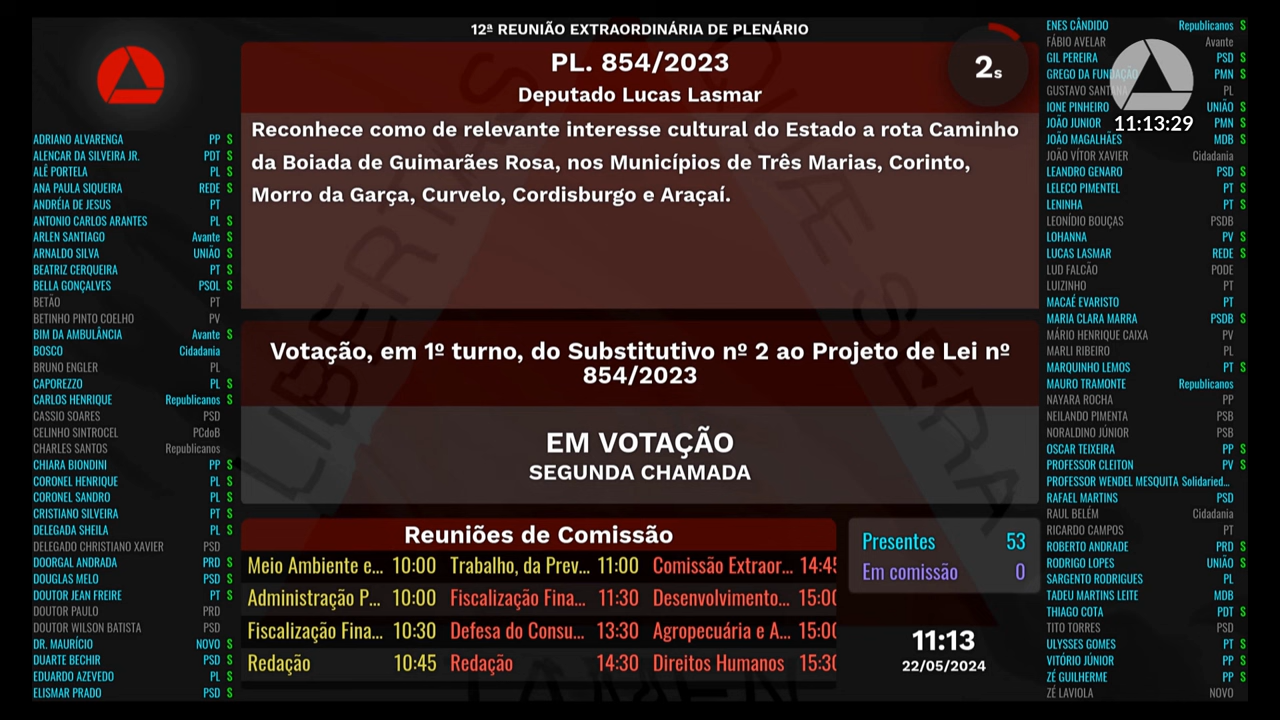 12ª REUNIÃO EXTRAORDINÁRIA DE PLENÁRIO
PL. 854/2023
Deputado Lucas Lasmar
2s
Reconhece como de relevante interesse cultural do Estado a rota Caminho
da Boiada de Guimarães Rosa, nos Municípios de Três Marias, Corinto,
Morro da Garça, Curvelo, Cordisburgo e Araçaí.
Votação, em 1º turno, do Substitutivo nº 2 ao Projeto de Lei nº
854/2023
EM VOTAÇÃO
SEGUNDA CHAMADA
Reuniões de Comissão
Meio Ambiente e... 10:00 Trabalho, da Prev... 11:00 Comissão Extraor... 14:45
Administração P... 10:00 Fiscalização Fina... 11:30 Desenvolvimento... 15:00
Fiscalização Fina... 10:30 Defesa do Consu... 13:30 Agropecuária e A... 15:00
Redação 10:45 Redação 14:30 Direitos Humanos 15:30
Presentes 53
Em comissão 0
11:13
22/05/2024
ADRIANO ALVARENGA PP S
ALENCAR DA SILVEIRA JR. PDT S
ALÊ PORTELA PL S
ANA PAULA SIQUEIRA REDE S
ANDRÉIA DE JESUS PT
ANTONIO CARLOS ARANTES PL S
ARLEN SANTIAGO Avante S
ARNALDO SILVA UNIÃO S
BEATRIZ CERQUEIRA PT S
BELLA GONÇALVES PSOL S
BETÃO PT
BETINHO PINTO COELHO PV
BIM DA AMBULÂNCIA Avante S
BOSCO Cidadania
BRUNO ENGLER PL
CAPOREZZO PL S
CARLOS HENRIQUE Republicanos S
CASSIO SOARES PSD
CELINHO SINTROCEL PCdoB
CHARLES SANTOS Republicanos
CHIARA BIONDINI PP S
CORONEL HENRIQUE PL S
CORONEL SANDRO PL S
CRISTIANO SILVEIRA PT S
DELEGADA SHEILA PL S
DELEGADO CHRISTIANO XAVIER PSD
DOORGAL ANDRADA PRD S
DOUGLAS MELO PSD S
DOUTOR JEAN FREIRE PT S
DOUTOR PAULO PRD
DOUTOR WILSON BATISTA PSD
DR. MAURÍCIO NOVO S
DUARTE BECHIR PSD S
EDUARDO AZEVEDO PL S
ELISMAR PRADO PSD S
ENES CÂNDIDO Republicanos S
FÁBIO AVELAR Avante
GIL PEREIRA PSD S
GREGO DA FUNDAÇÃO PMN S
GUSTAVO SANTANA PL
IONE PINHEIRO UNIÃO S
JOÃO JUNIOR PMN S
11:13:29
JOÃO MAGALHÃES MDB S
JOÃO VÍTOR XAVIER Cidadania
LEANDRO GENARO PSD S
LELECO PIMENTEL PT S
LENINHA PT S
LEONÍDIO BOUÇAS PSDB
LOHANNA PV S
LUCAS LASMAR REDE S
LUD FALCÃO PODE
LUIZINHO PT
MACAÉ EVARISTO PT
MARIA CLARA MARRA PSDB S
MÁRIO HENRIQUE CAIXA PV
MARLI RIBEIRO PL
MARQUINHO LEMOS PT S
MAURO TRAMONTE Republicanos
NAYARA ROCHA PP
NEILANDO PIMENTA PSB
NORALDINO JÚNIOR PSB
OSCAR TEIXEIRA PP S
PROFESSOR CLEITON PV S
PROFESSOR WENDEL MESQUITA Solidaried...
RAFAEL MARTINS PSD
RAUL BELÉM Cidadania
RICARDO CAMPOS PT
ROBERTO ANDRADE PRD S
RODRIGO LOPES UNIÃO S
SARGENTO RODRIGUES PL
TADEU MARTINS LEITE MDB
THIAGO COTA PDT S
TITO TORRES PSD
ULYSSES GOMES PT S
VITÓRIO JÚNIOR PP S
ZÉ GUILHERME PP S
ZÉ LAVIOLA NOVO